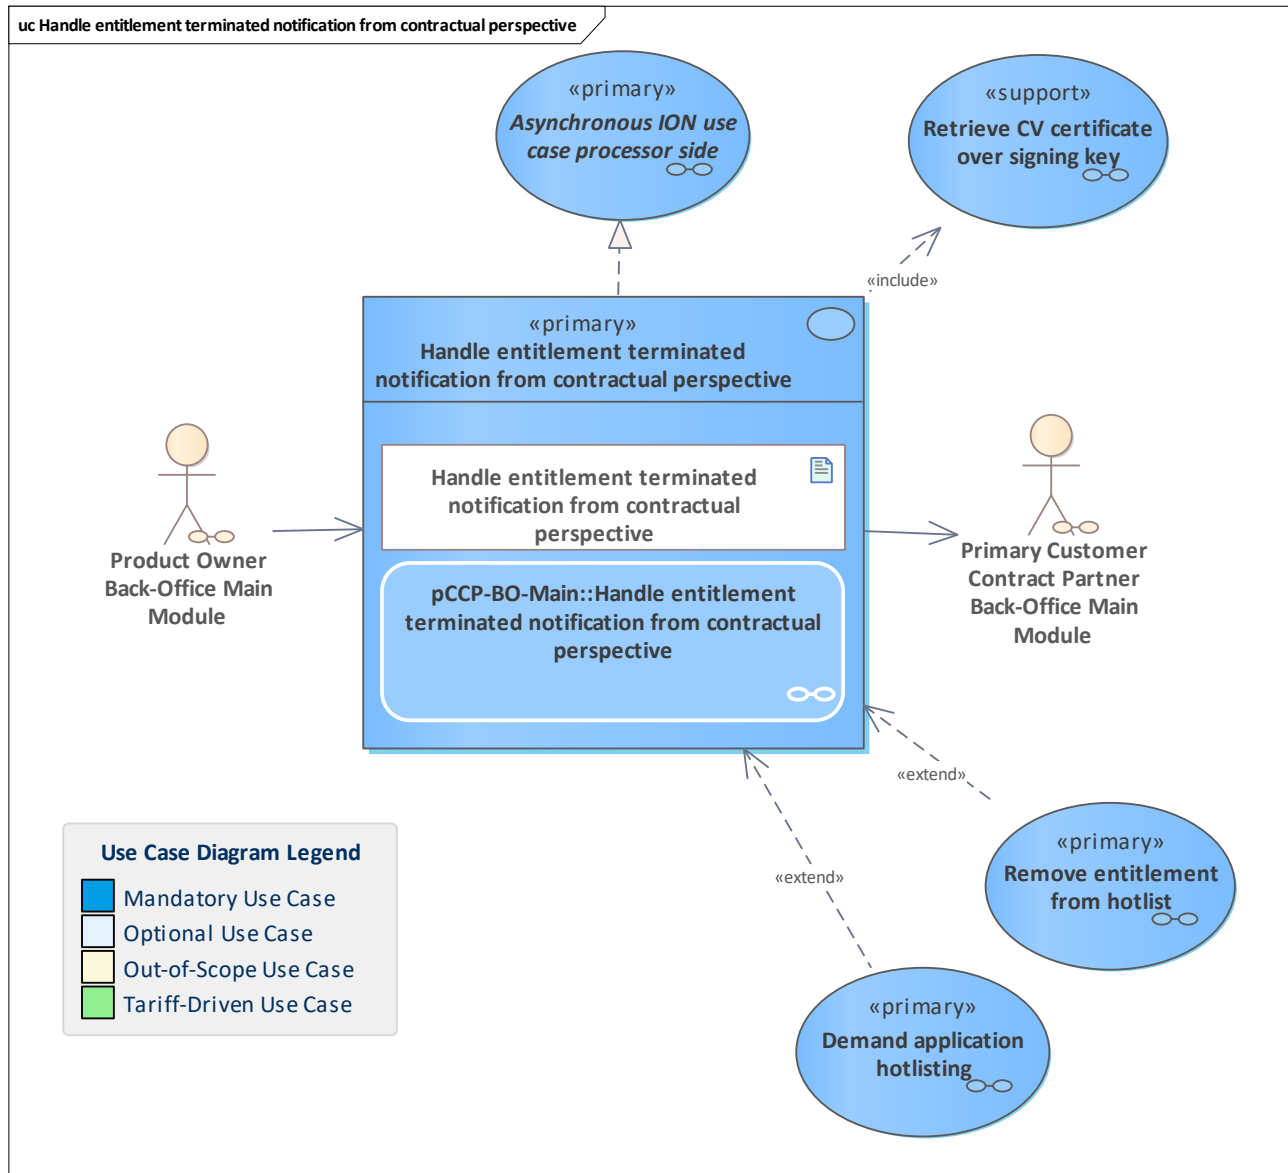 uc Handle entitlement terminated notification from contractual perspective
«primary»
Asynchronous ION use
case processor side
«support»
Retrieve CV certificate
over signing key
«include»
«primary»
Handle entitlement terminated
notification from contractual perspective
Handle entitlement terminated
notification from contractual
perspective
pCCP-BO-Main::Handle entitlement
terminated notification from contractual
perspective
Product Owner
Back-Office Main
Module
Primary Customer
Contract Partner
Back-Office Main
Module
«extend»
«extend»
«primary»
Remove entitlement
from hotlist
«primary»
Demand application
hotlisting
Use Case Diagram Legend
Mandatory Use Case
Optional Use Case
Out-of-Scope Use Case
Tariff-Driven Use Case